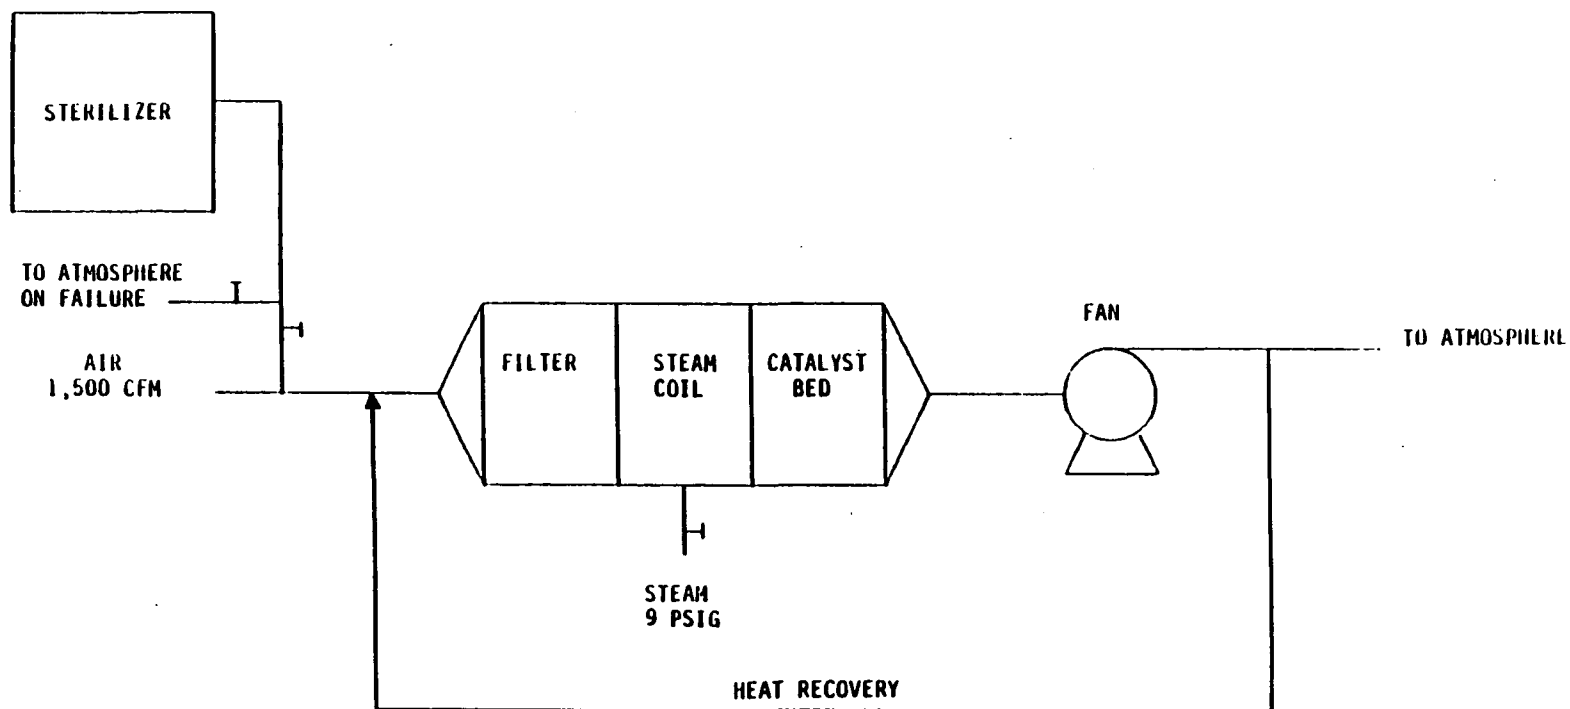 STERILIZER
TO ATMOSPHERE
ON FAILURE
AIR
1,500 CFM
FILTER
STEAM
COIL
CATALYST
BED
FAN
TO ATMOSPHERE
STEAM
9 PSIG
HEAT RECOVERY